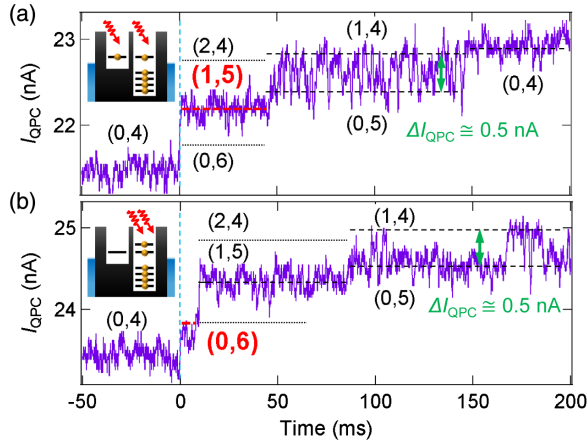 (a)
23
22
I_QPC (nA)
(2,4)
(1,5)
(0,6)
(0,4)
(1,4)
(0,5)
(0,4)
ΔI_QPC ≅ 0.5 nA
(b)
25
24
23
I_QPC (nA)
(0,4)
(2,4)
(1,5)
(0,6)
(1,4)
(0,5)
ΔI_QPC ≅ 0.5 nA
-50 0 50 100 150 200
Time (ms)